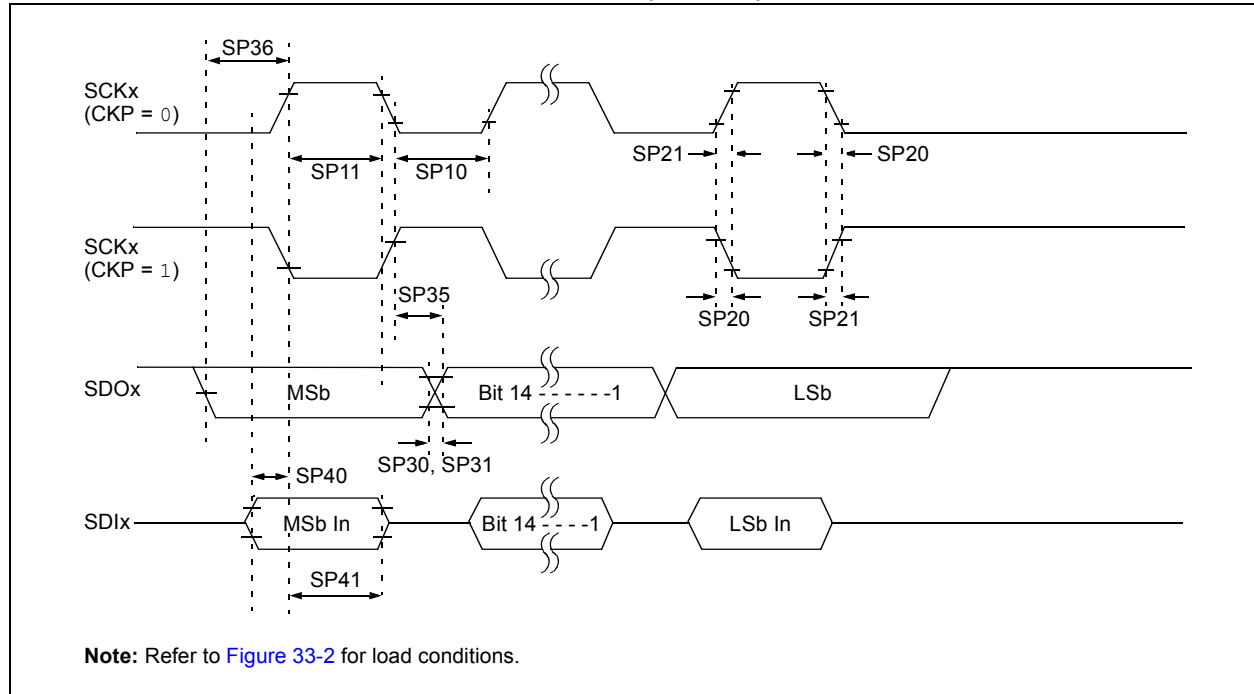 SP36
SCKx
(CKP = 0)
SP11
SP10
SP21
SP20
SCKx
(CKP = 1)
SP35
SP20
SP21
SDOx
MSb
Bit 14 - - - - - -1
LSb
SP30, SP31
SP40
SDIx
MSb In
Bit 14 - - - -1
LSb In
SP41
Note: Refer to Figure 33-2 for load conditions.